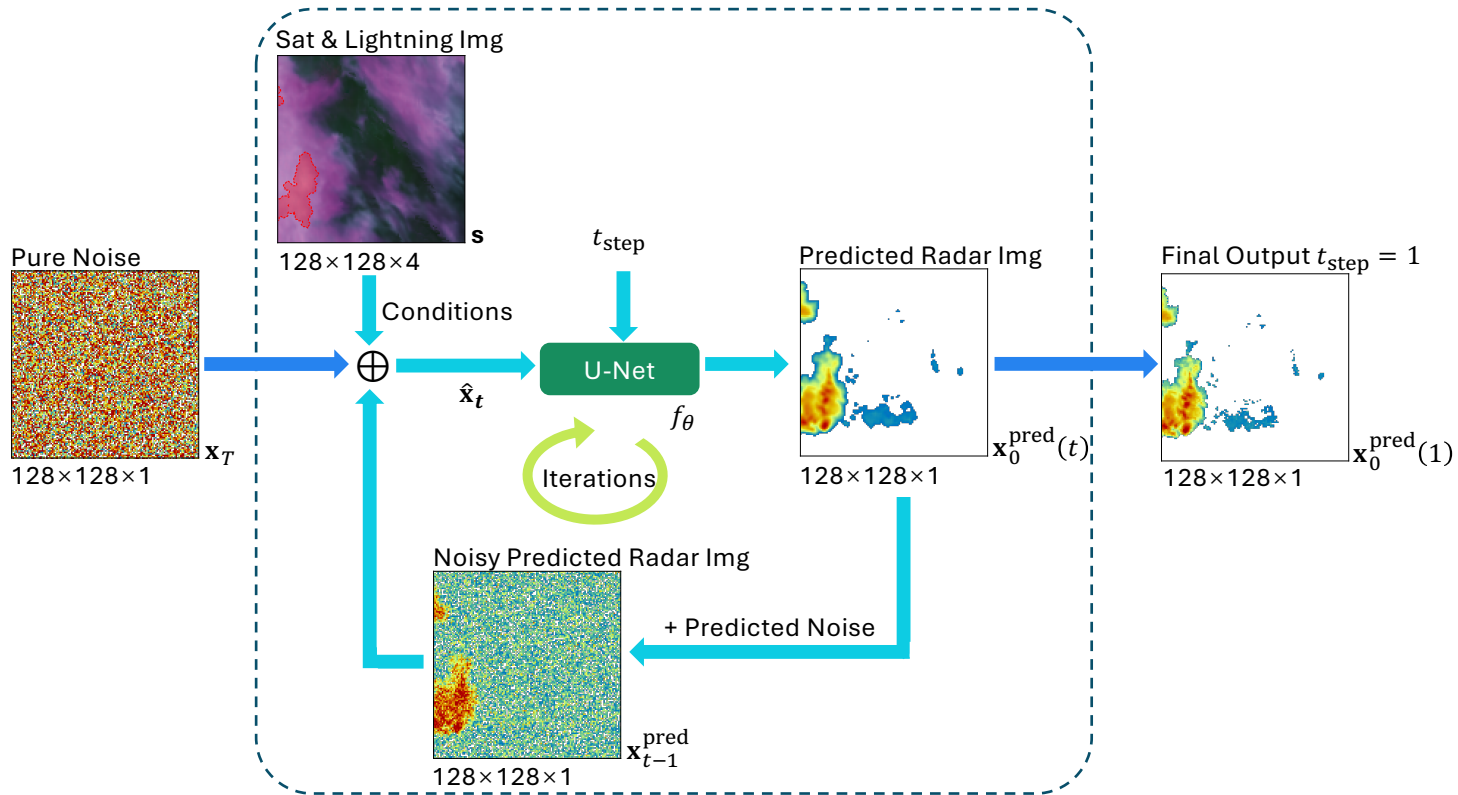 Sat & Lightning Img
s
128×128×4
Conditions
Pure Noise
x_T
128×128×1
⊕
x̂_t
t_step
U-Net
f_θ
Iterations
Predicted Radar Img
x_0^pred(t)
128×128×1
Final Output t_step = 1
x_0^pred(1)
128×128×1
+ Predicted Noise
Noisy Predicted Radar Img
x_{t−1}^pred
128×128×1